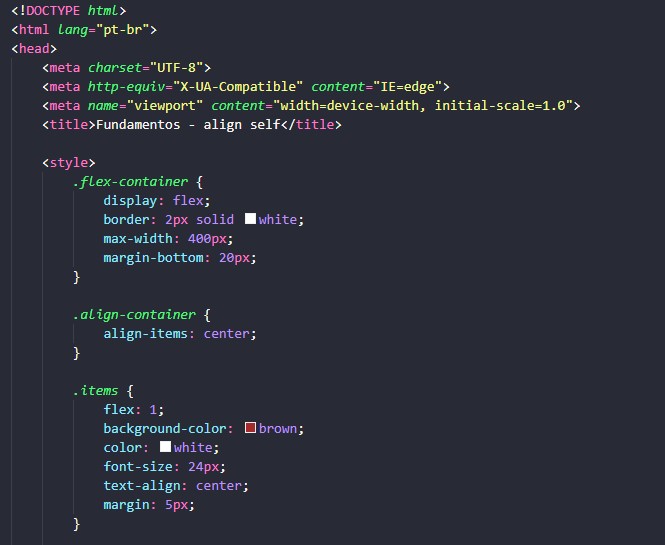 <!DOCTYPE html>
<html lang="pt-br">
<head>
    <meta charset="UTF-8">
    <meta http-equiv="X-UA-Compatible" content="IE=edge">
    <meta name="viewport" content="width=device-width, initial-scale=1.0">
    <title>Fundamentos - align self</title>

    <style>
        .flex-container {
            display: flex;
            border: 2px solid white;
            max-width: 400px;
            margin-bottom: 20px;
        }

        .align-container {
            align-items: center;
        }

        .items {
            flex: 1;
            background-color: brown;
            color: white;
            font-size: 24px;
            text-align: center;
            margin: 5px;
        }